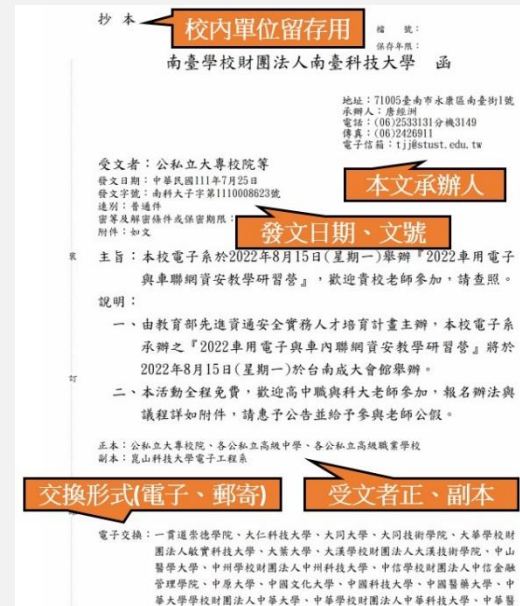 抄本
校內單位留存用
檔　號：
保存年限：
南臺學校財團法人南臺科技大學　函
地址：71005臺南市永康區南臺街1號
承辦人：唐經洲
電話：(06)2533131分機3149
傳真：(06)2426911
電子信箱：tjj@stust.edu.tw
本文承辦人
受文者：公私立大專校院等
發文日期：中華民國111年7月25日
發文字號：南科大子字第1110008623號
速別：普通件
密等及解密條件或保密期限：
附件：如文
發文日期、文號
裝
主旨：本校電子系於2022年8月15日(星期一)舉辦『2022車用電子
與車聯網資安教學研習營』，歡迎貴校老師參加，請查照。
說明：
一、由教育部先進資通安全實務人才培育計畫主辦，本校電子系
承辦之『2022車用電子與車內聯網資安教學研習營』將於
2022年8月15日(星期一)於台南成大會館舉辦。
訂
二、本活動全程免費，歡迎高中職與科大老師參加，報名辦法與
議程詳如附件，請惠予公告並給予參與老師公假。
正本：公私立大專校院、各公私立高級中學、各公私立高級職業學校
副本：崑山科技大學電子工程系
交換形式(電子、郵寄)
受文者正、副本
電子交換：一貫道崇德學院、大仁科技大學、大同大學、大同技術學院、大華學校財
團法人敏實科技大學、大葉大學、大漢學校財團法人大漢技術學院、中山
醫學大學、中州學校財團法人中州科技大學、中信學校財團法人中信金融
管理學院、中原大學、中國文化大學、中國科技大學、中國醫藥大學、中
華大學學校財團法人中華大學、中華學校財團法人中華科技大學、中華醫